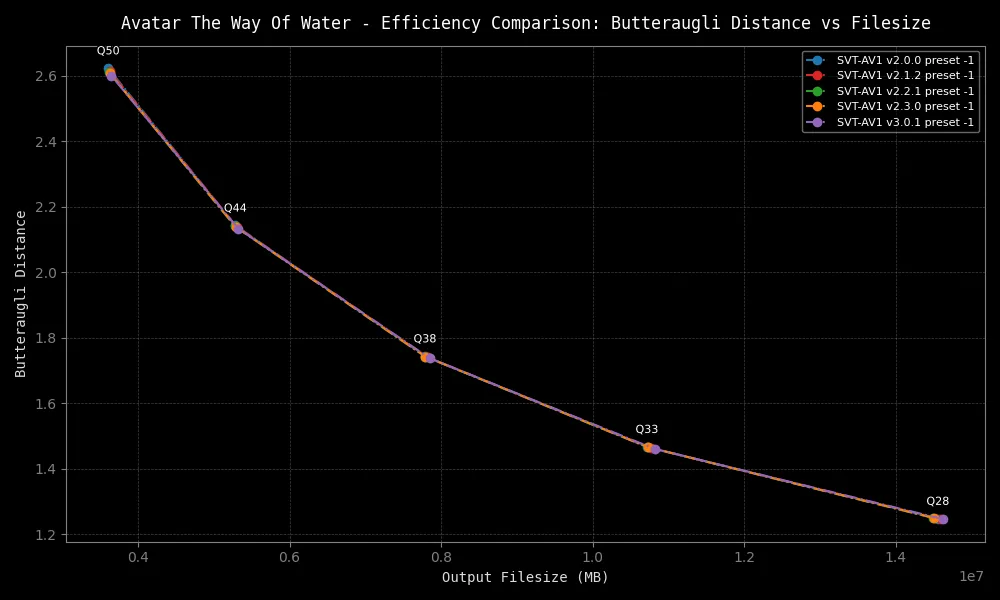 Avatar The Way Of Water - Efficiency Comparison: Butteraugli Distance vs Filesize
SVT-AV1 v2.0.0 preset -1
SVT-AV1 v2.1.2 preset -1
SVT-AV1 v2.2.1 preset -1
SVT-AV1 v2.3.0 preset -1
SVT-AV1 v3.0.1 preset -1
Q50
Q44
Q38
Q33
Q28
Butteraugli Distance
2.6
2.4
2.2
2.0
1.8
1.6
1.4
1.2
0.4 0.6 0.8 1.0 1.2 1.4
1e7
Output Filesize (MB)